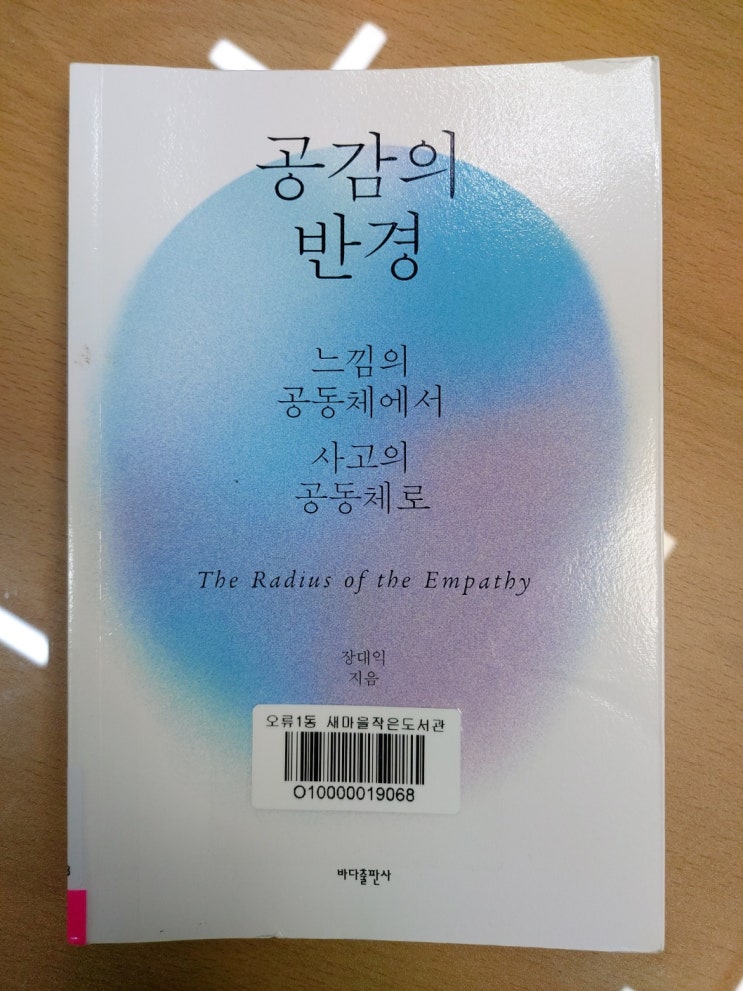 공감의
반경
느낌의
공동체에서
사고의
공동체로
The Radius of the Empathy
장대익
지음
오류1동 새마을작은도서관
O10000019068
바다출판사